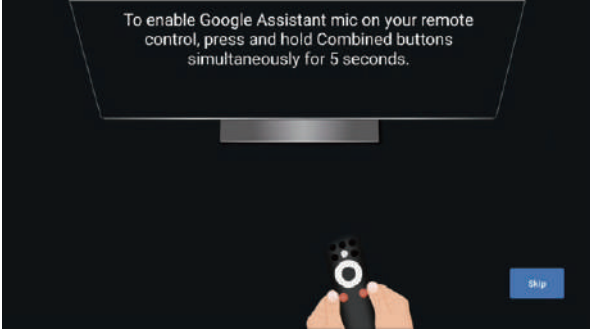 To enable Google Assistant mic on your remote
control, press and hold Combined buttons
simultaneously for 5 seconds.
Skip